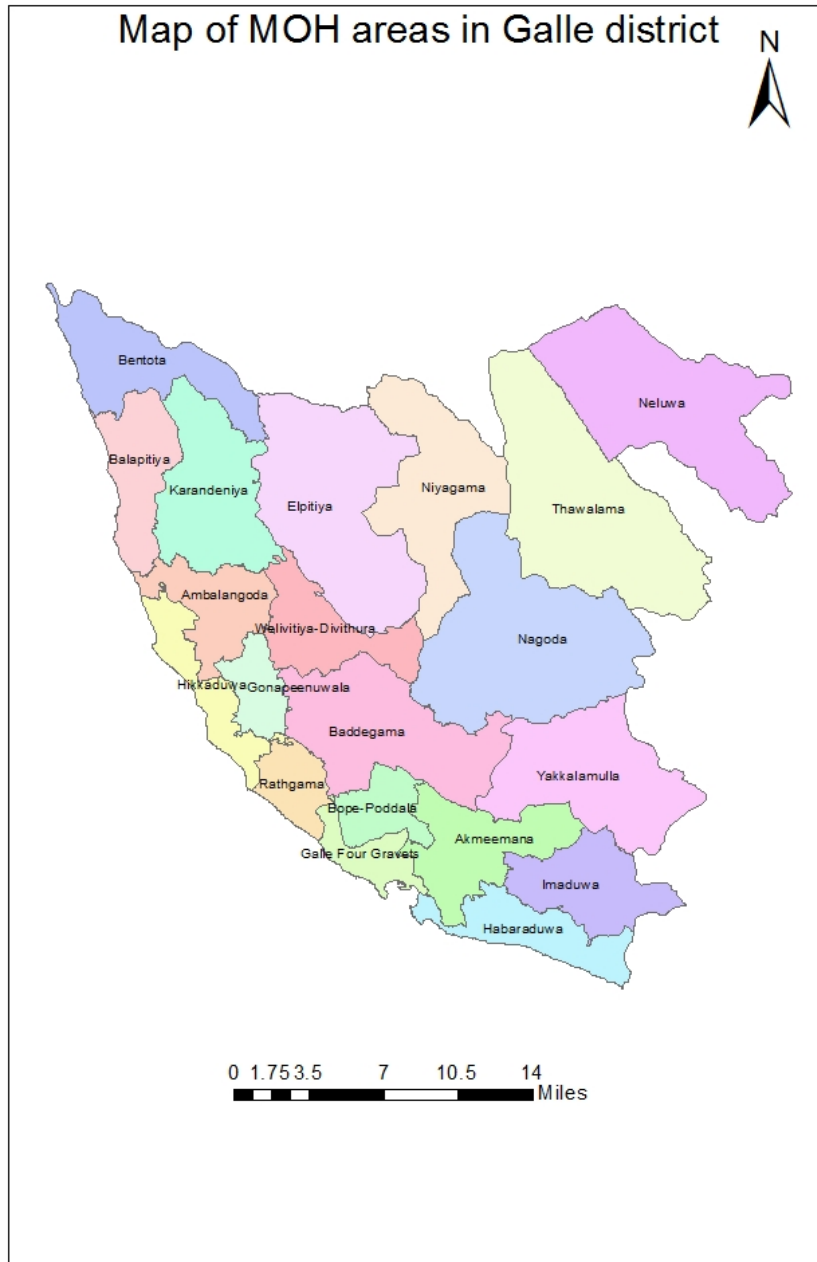 Map of MOH areas in Galle district
N
Bentota
Neluwa
Balapitiya
Karandeniya
Niyagama
Elpitiya
Thawalama
Ambalangoda
Welivitiya-Divithura
Nagoda
Hikkaduwa
Gonapeenuwala
Baddegama
Yakkalamulla
Rathgama
Bope-Poddala
Akmeemana
Galle Four Gravets
Imaduwa
Habaraduwa
0 1.75 3.5 7 10.5 14
Miles